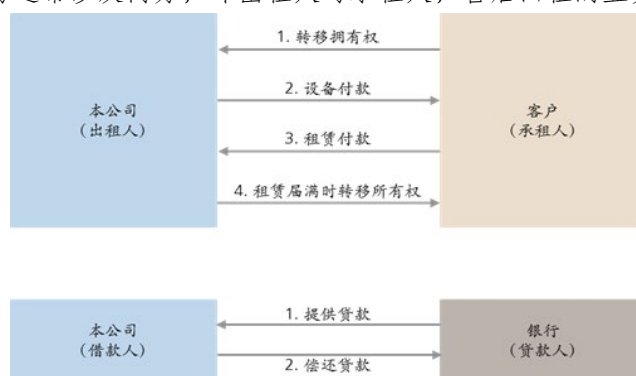 1. 转移拥有权
2. 设备付款
本公司
(出租人)
客户
(承租人)
3. 租赁付款
4. 租赁届满时转移所有权
1. 提供贷款
本公司
(借款人)
银行
(贷款人)
2. 偿还贷款